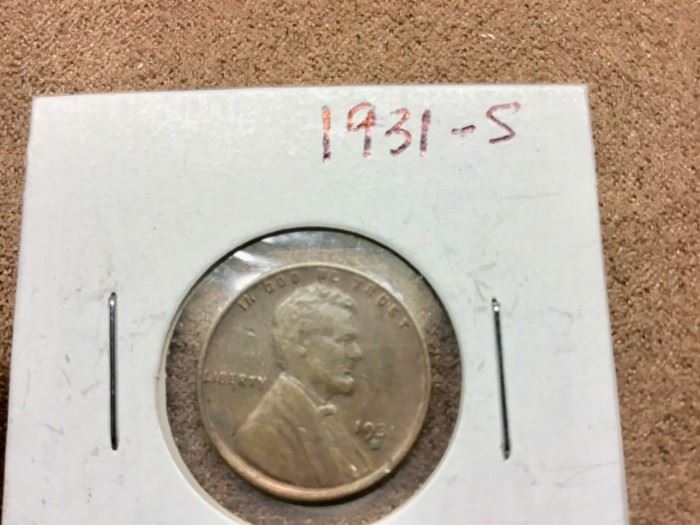 1931-S
IN GOD WE TRUST
LIBERTY
1931
S